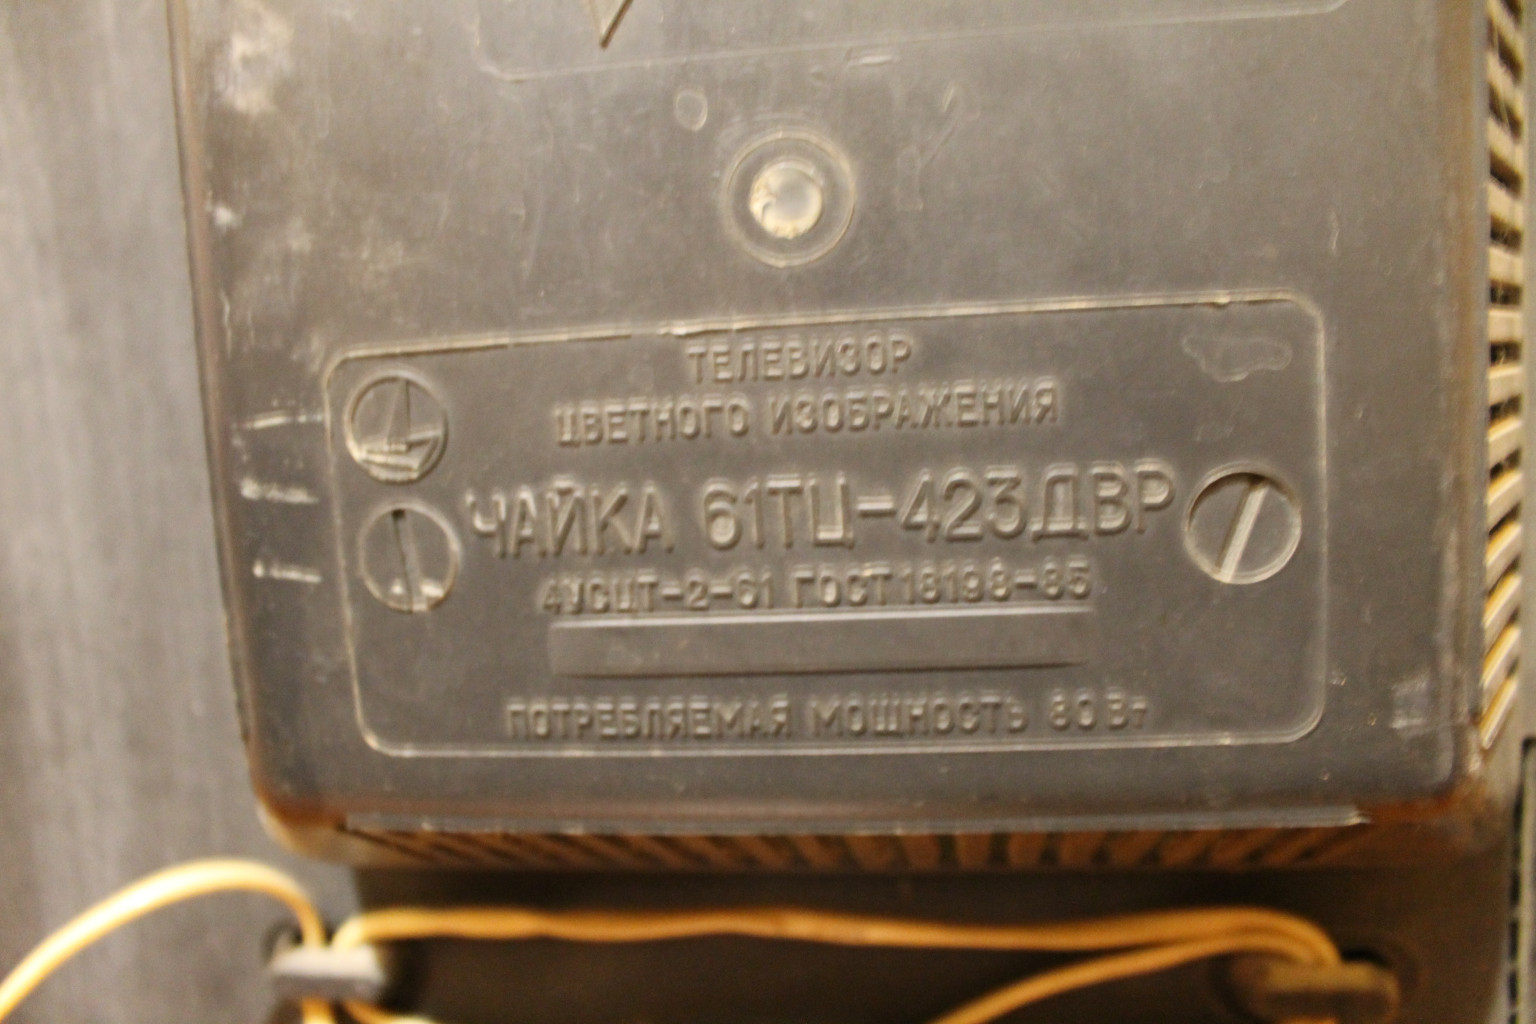 ТЕЛЕВИЗОР
ЦВЕТНОГО ИЗОБРАЖЕНИЯ
ЧАЙКА 61ТЦ-423ДВР
4УСЦТ-2-61 ГОСТ 18198-85
ПОТРЕБЛЯЕМАЯ МОЩНОСТЬ 80 Вт